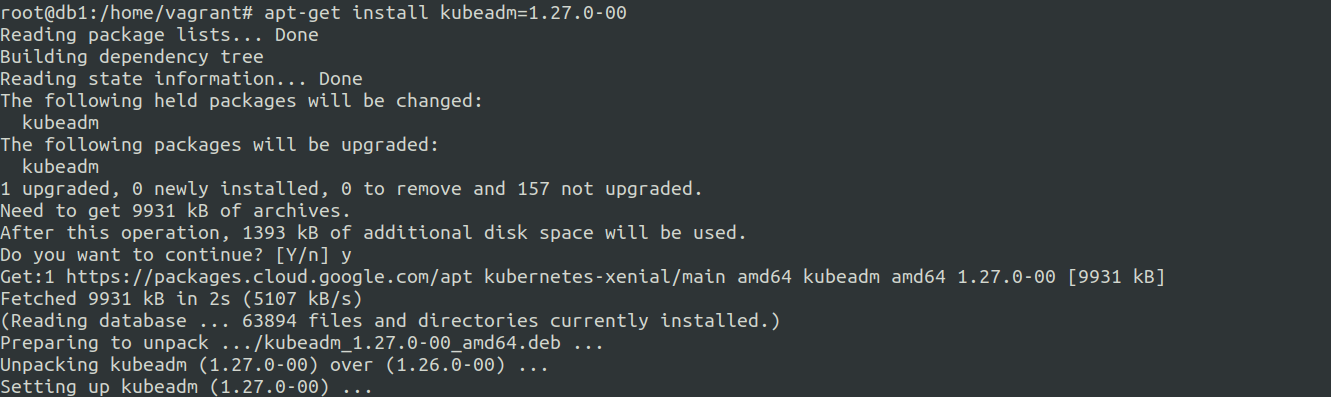 root@db1:/home/vagrant# apt-get install kubeadm=1.27.0-00
Reading package lists... Done
Building dependency tree
Reading state information... Done
The following held packages will be changed:
  kubeadm
The following packages will be upgraded:
  kubeadm
1 upgraded, 0 newly installed, 0 to remove and 157 not upgraded.
Need to get 9931 kB of archives.
After this operation, 1393 kB of additional disk space will be used.
Do you want to continue? [Y/n] y
Get:1 https://packages.cloud.google.com/apt kubernetes-xenial/main amd64 kubeadm amd64 1.27.0-00 [9931 kB]
Fetched 9931 kB in 2s (5107 kB/s)
(Reading database ... 63894 files and directories currently installed.)
Preparing to unpack .../kubeadm_1.27.0-00_amd64.deb ...
Unpacking kubeadm (1.27.0-00) over (1.26.0-00) ...
Setting up kubeadm (1.27.0-00) ...